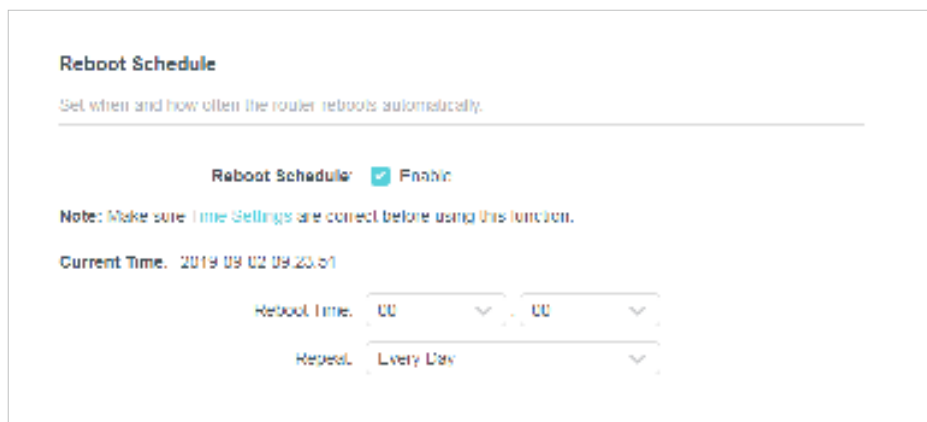 Reboot Schedule
Set when and how often the router reboots automatically.
Reboot Schedule: Enable
Note: Make sure Time Settings are correct before using this function.
Current Time: 2019-09-02 09:23:51
Reboot Time: 00 : 00
Repeat: Every Day